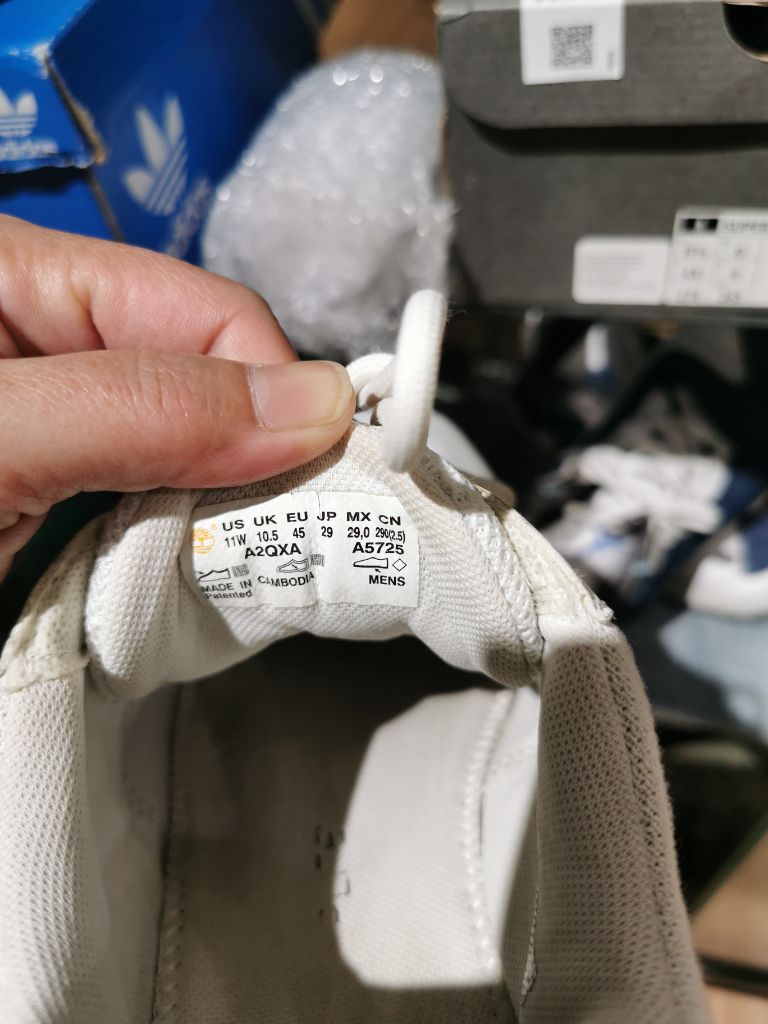 US UK EU JP MX CN
11W 10.5 45 29 29,0 290(2.5)
A2QXA A5725
MADE IN CAMBODIA
Patented
MENS
SUPER